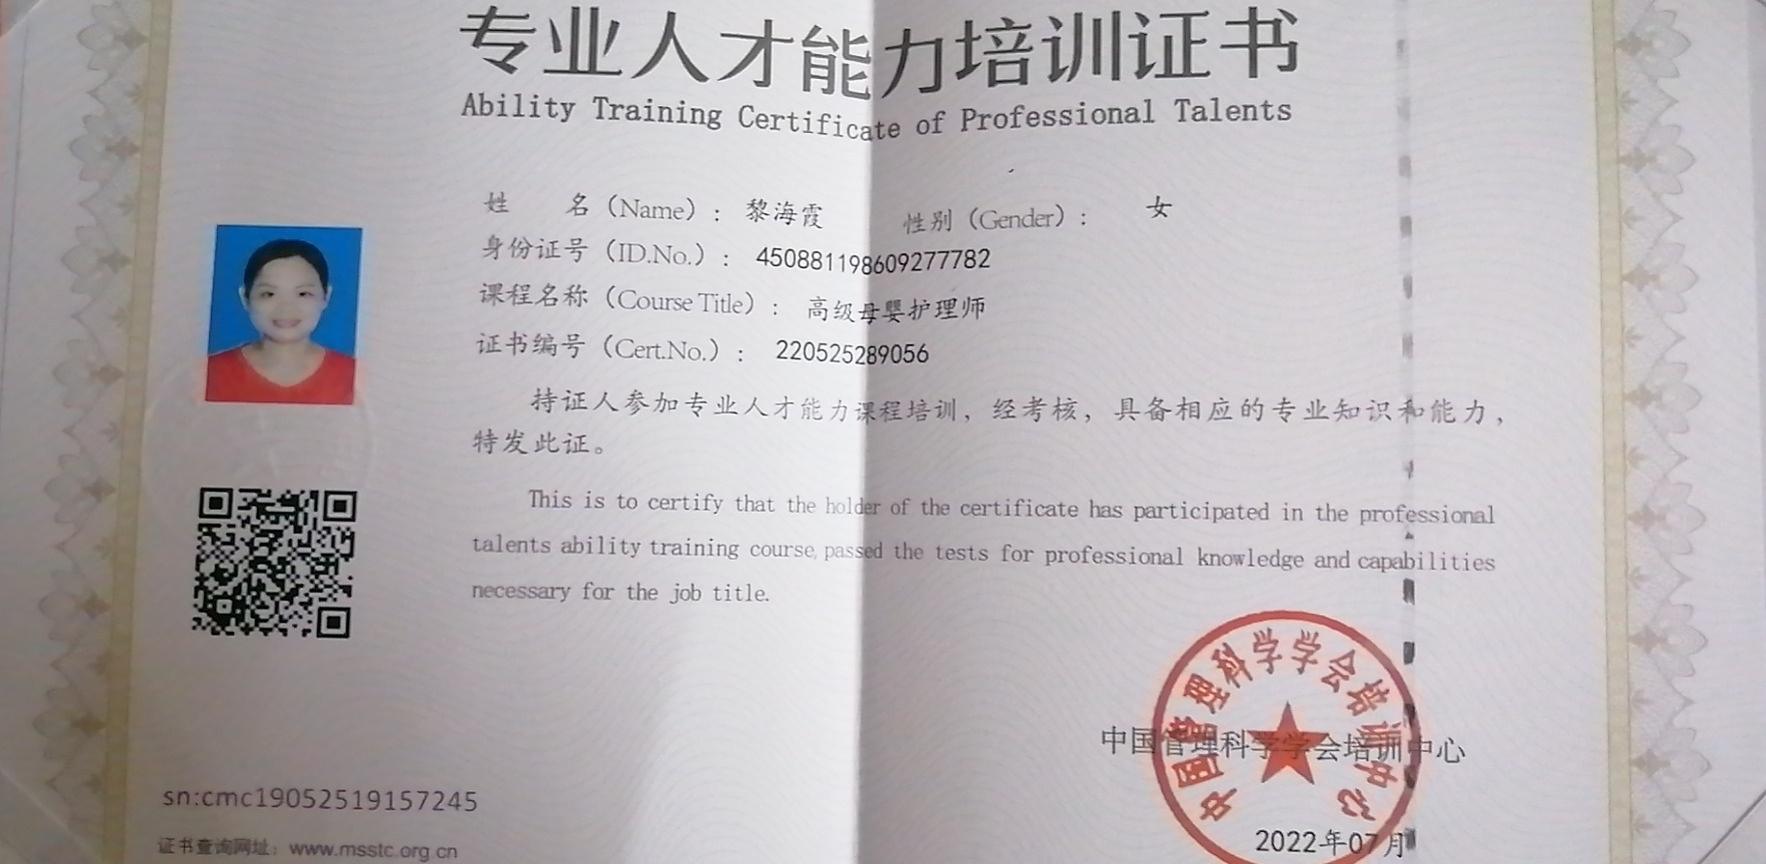 专业人才能力培训证书
Ability Training Certificate of Professional Talents
姓 名（Name）： 黎海霞 性别（Gender）： 女
身份证号（ID.No.）： 450881198609277782
课程名称（Course Title）： 高级母婴护理师
证书编号（Cert.No.）： 220525289056
持证人参加专业人才能力课程培训，经考核，具备相应的专业知识和能力，
特发此证。
This is to certify that the holder of the certificate has participated in the professional
talents ability training course, passed the tests for professional knowledge and capabilities
necessary for the job title.
中国管理科学学会培训中心
中国管理科学学会培训中心
2022年07月
sn:cmc19052519157245
证书查询网址：www.msstc.org cn